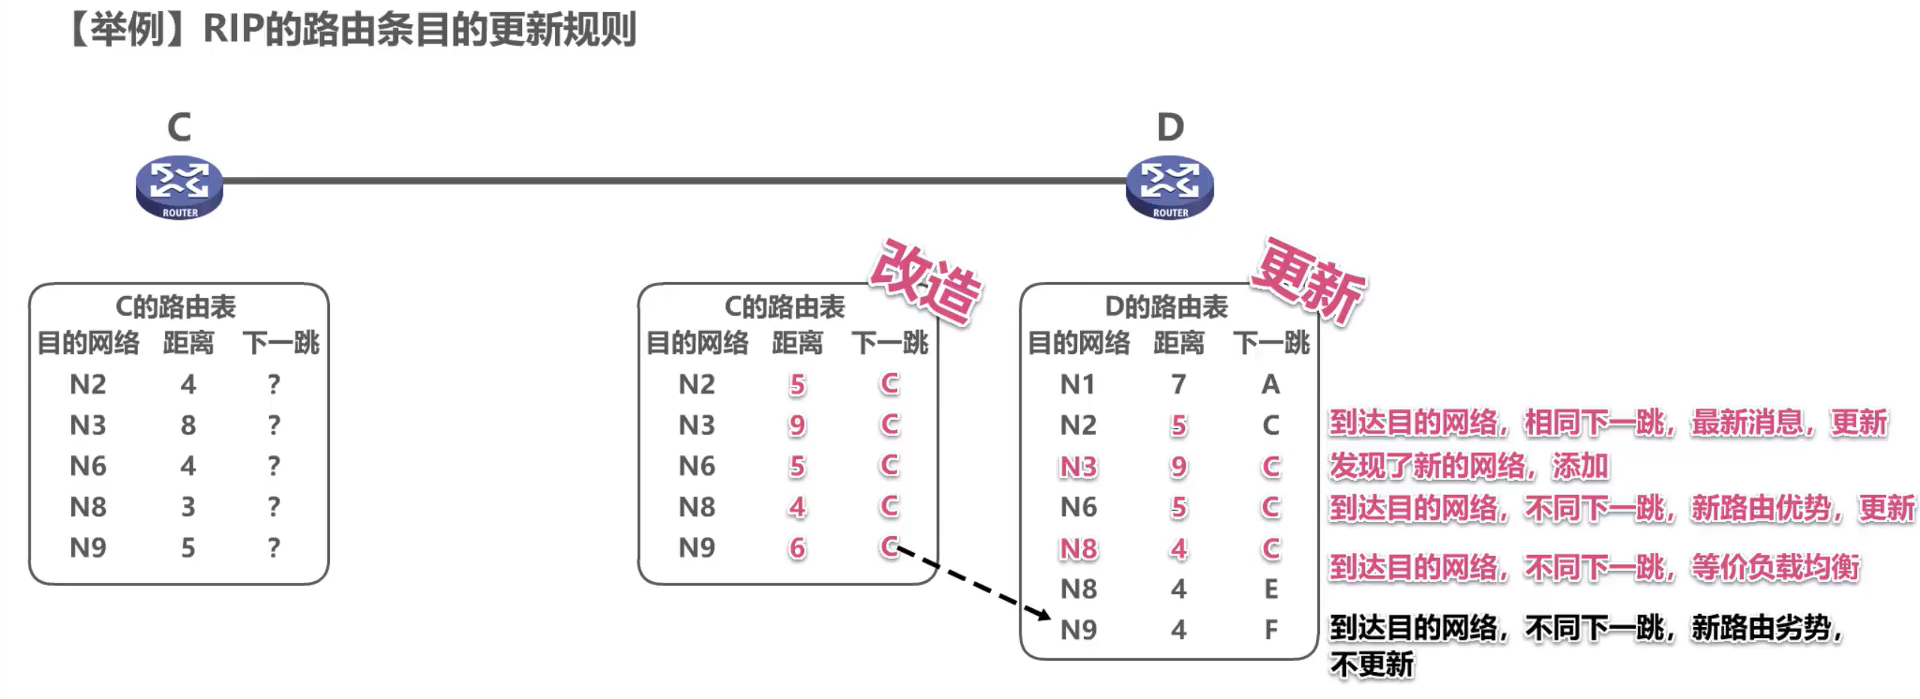 【举例】RIP的路由条目的更新规则
C
D
ROUTER
ROUTER
改造
更新
C的路由表
目的网络 距离 下一跳
N2 4 ?
N3 8 ?
N6 4 ?
N8 3 ?
N9 5 ?
C的路由表
目的网络 距离 下一跳
N2 5 C
N3 9 C
N6 5 C
N8 4 C
N9 6 C
D的路由表
目的网络 距离 下一跳
N1 7 A
N2 5 C
N3 9 C
N6 5 C
N8 4 C
N8 4 E
N9 4 F
到达目的网络，相同下一跳，最新消息，更新
发现了新的网络，添加
到达目的网络，不同下一跳，新路由优势，更新
到达目的网络，不同下一跳，等价负载均衡
到达目的网络，不同下一跳，新路由劣势，
不更新